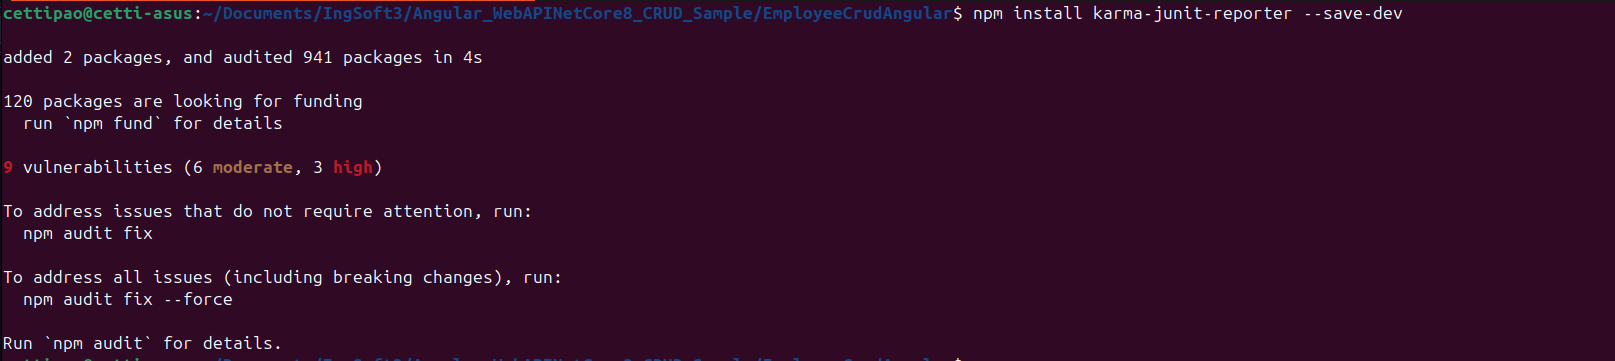 cettipao@cetti-asus:~/Documents/IngSoft3/Angular_WebAPINetCore8_CRUD_Sample/EmployeeCrudAngular$ npm install karma-junit-reporter --save-dev
added 2 packages, and audited 941 packages in 4s
120 packages are looking for funding
  run `npm fund` for details
9 vulnerabilities (6 moderate, 3 high)
To address issues that do not require attention, run:
  npm audit fix
To address all issues (including breaking changes), run:
  npm audit fix --force
Run `npm audit` for details.